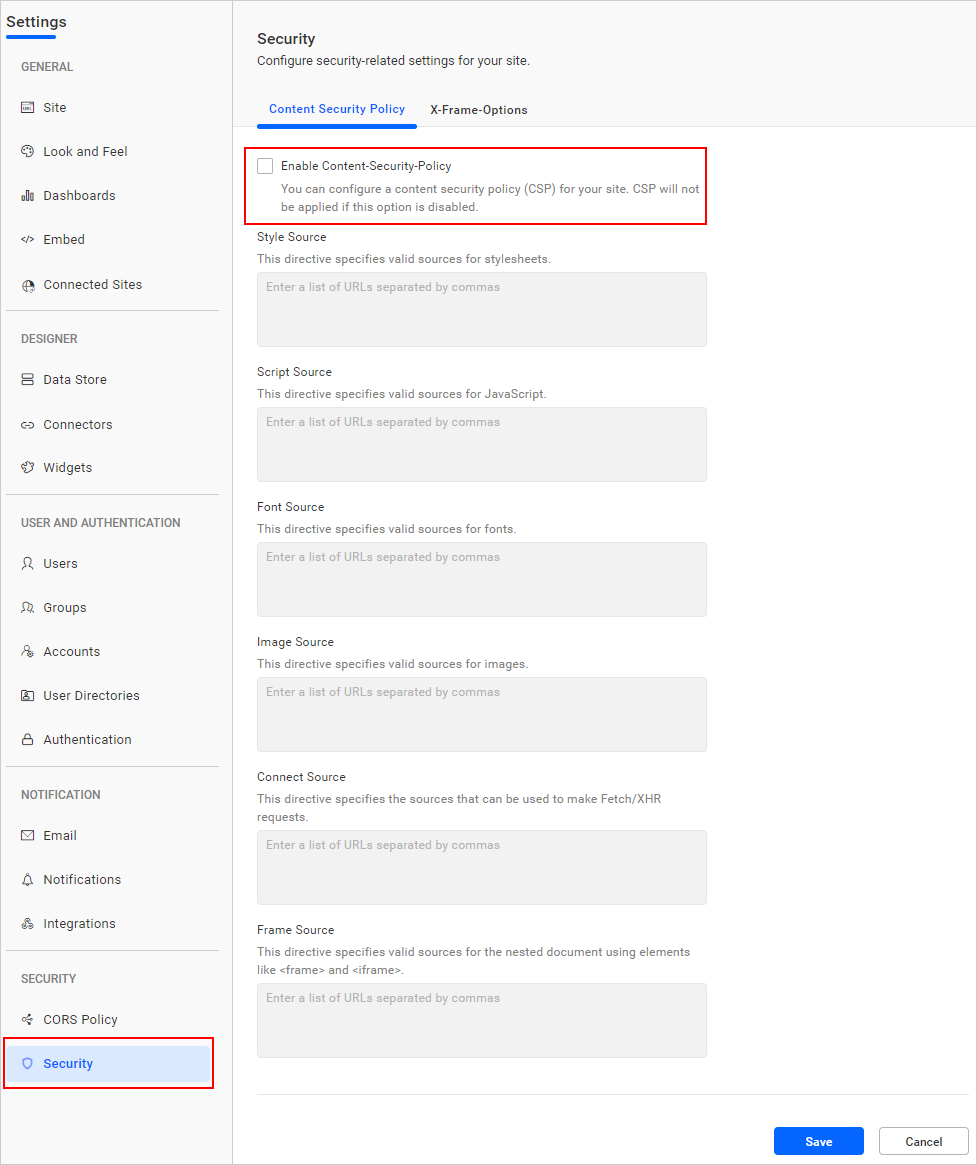 Settings
GENERAL
Site
Look and Feel
Dashboards
Embed
Connected Sites
DESIGNER
Data Store
Connectors
Widgets
USER AND AUTHENTICATION
Users
Groups
Accounts
User Directories
Authentication
NOTIFICATION
Email
Notifications
Integrations
SECURITY
CORS Policy
Security
Security
Configure security-related settings for your site.
Content Security Policy
X-Frame-Options
Enable Content-Security-Policy
You can configure a content security policy (CSP) for your site. CSP will not
be applied if this option is disabled.
Style Source
This directive specifies valid sources for stylesheets.
Enter a list of URLs separated by commas
Script Source
This directive specifies valid sources for JavaScript.
Enter a list of URLs separated by commas
Font Source
This directive specifies valid sources for fonts.
Enter a list of URLs separated by commas
Image Source
This directive specifies valid sources for images.
Enter a list of URLs separated by commas
Connect Source
This directive specifies the sources that can be used to make Fetch/XHR
requests.
Enter a list of URLs separated by commas
Frame Source
This directive specifies valid sources for the nested document using elements
like <frame> and <iframe>.
Enter a list of URLs separated by commas
Save
Cancel